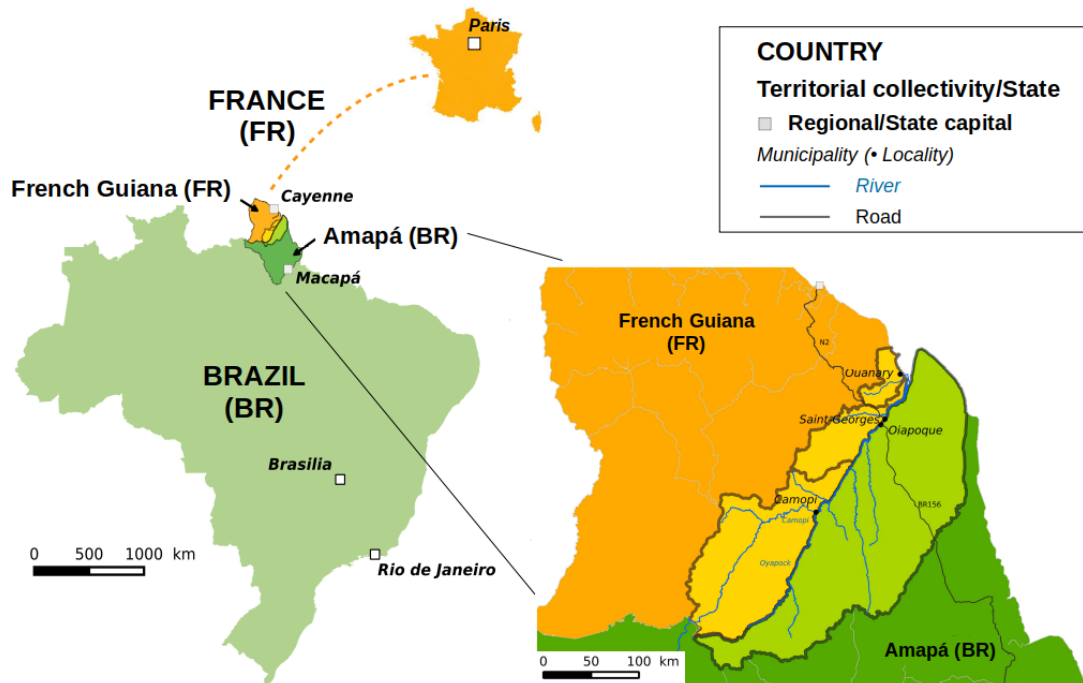 Paris
FRANCE
(FR)
French Guiana (FR)
Cayenne
Amapá (BR)
Macapá
BRAZIL
(BR)
Brasilia
Rio de Janeiro
0 500 1000 km
COUNTRY
Territorial collectivity/State
Regional/State capital
Municipality (• Locality)
River
Road
French Guiana
(FR)
N2
Ouanary
Saint-Georges
Oiapoque
Camopi
Camopi
BR156
Oyapock
Amapá (BR)
0 50 100 km